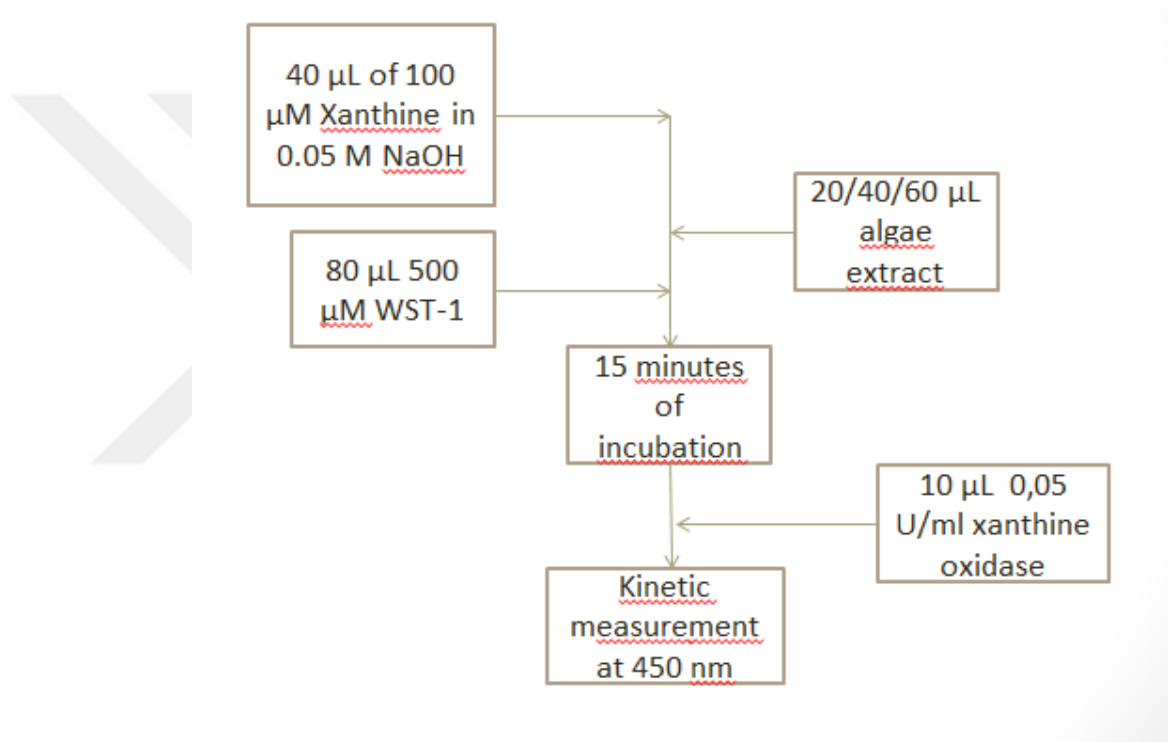 40 µL of 100
µM Xanthine in
0.05 M NaOH
20/40/60 µL
algae
extract
80 µL 500
µM WST-1
15 minutes
of
incubation
10 µL 0,05
U/ml xanthine
oxidase
Kinetic
measurement
at 450 nm